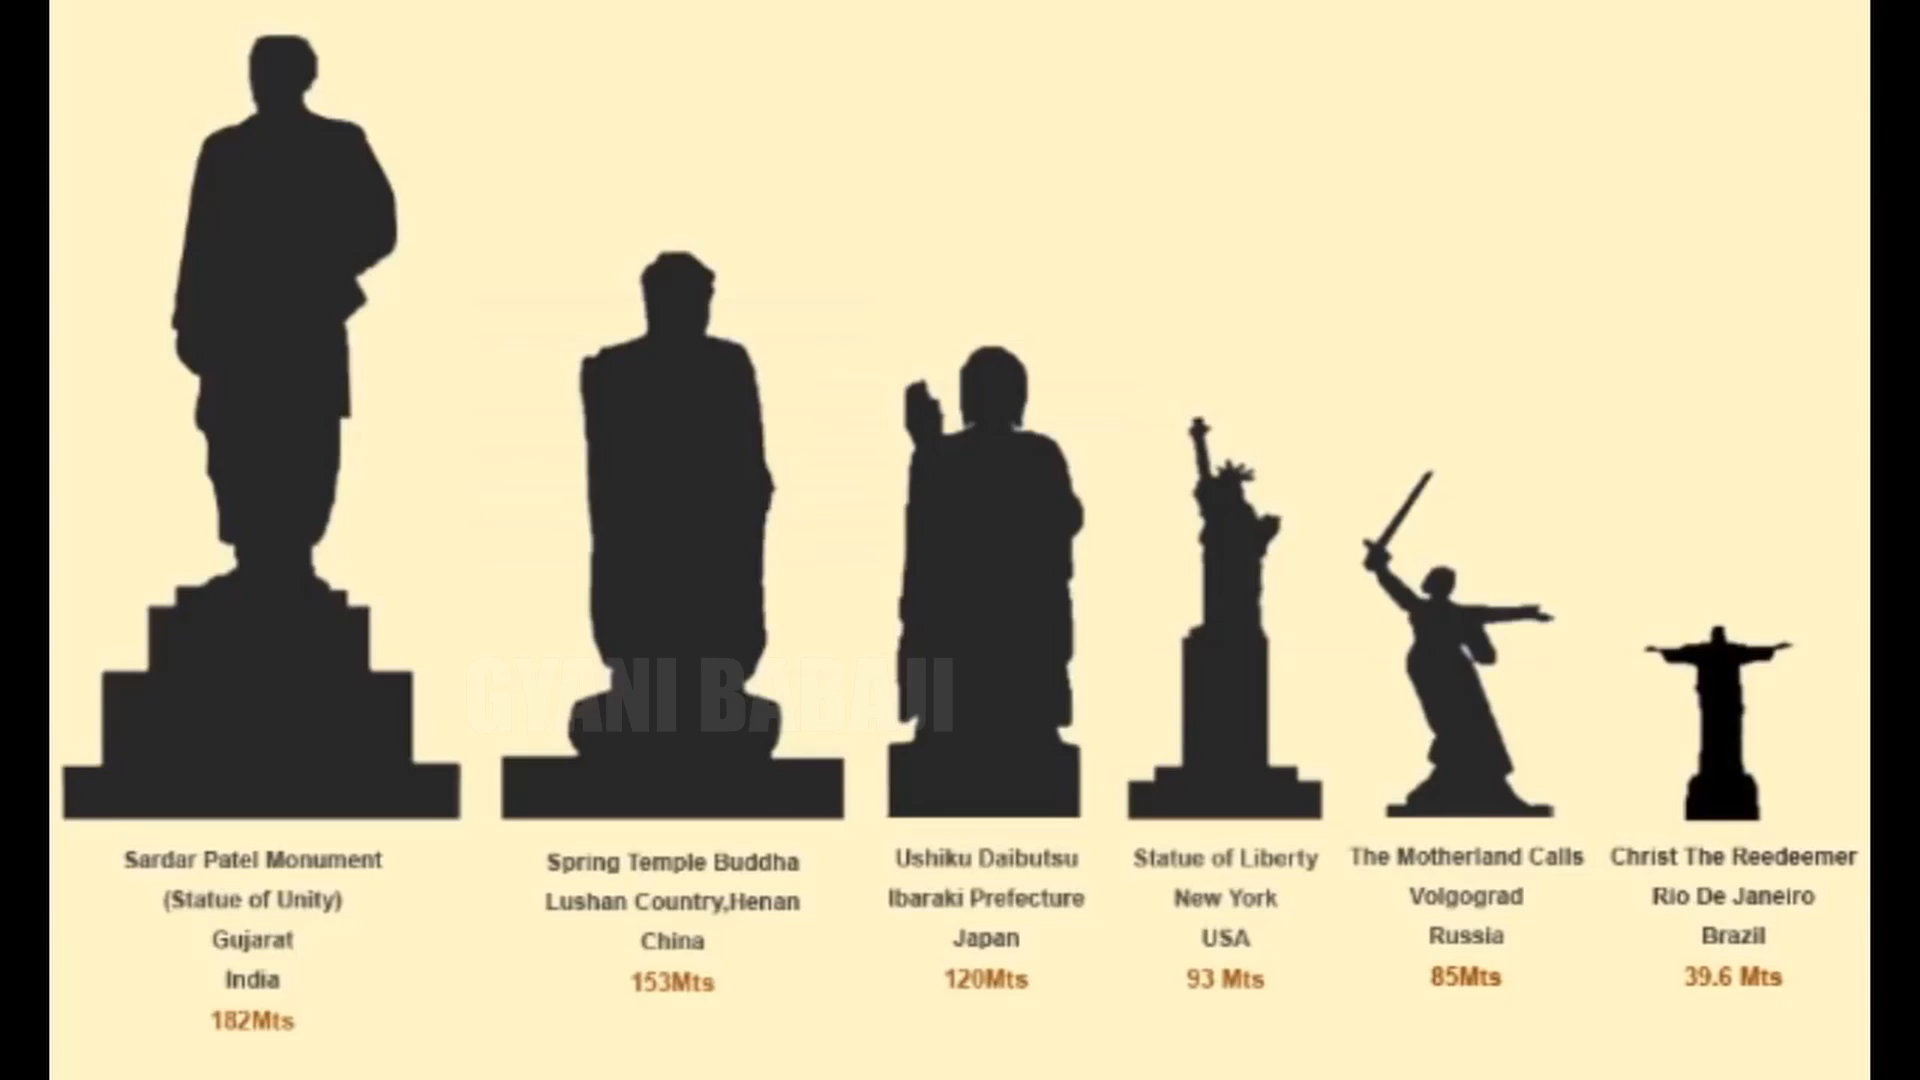 GYANI BABAJI
Sardar Patel Monument
(Statue of Unity)
Gujarat
India
182Mts
Spring Temple Buddha
Lushan Country,Henan
China
153Mts
Ushiku Daibutsu
Ibaraki Prefecture
Japan
120Mts
Statue of Liberty
New York
USA
93 Mts
The Motherland Calls
Volgograd
Russia
85Mts
Christ The Reedeemer
Rio De Janeiro
Brazil
39.6 Mts